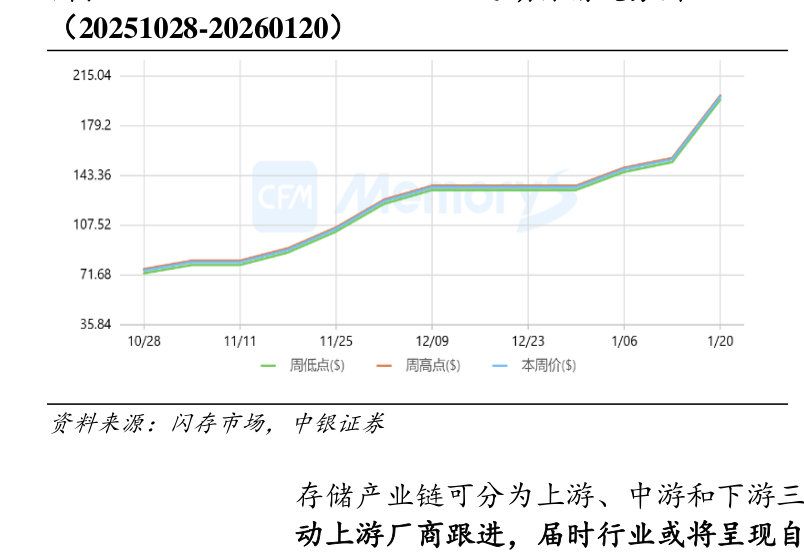 （20251028-20260120）
215.04
179.2
143.36
107.52
71.68
35.84
CFM MemoryS
10/28 11/11 11/25 12/09 12/23 1/06 1/20
周低点($) 周高点($) 本周价($)
资料来源：闪存市场，中银证券
存储产业链可分为上游、中游和下游三
动上游厂商跟进，届时行业或将呈现自